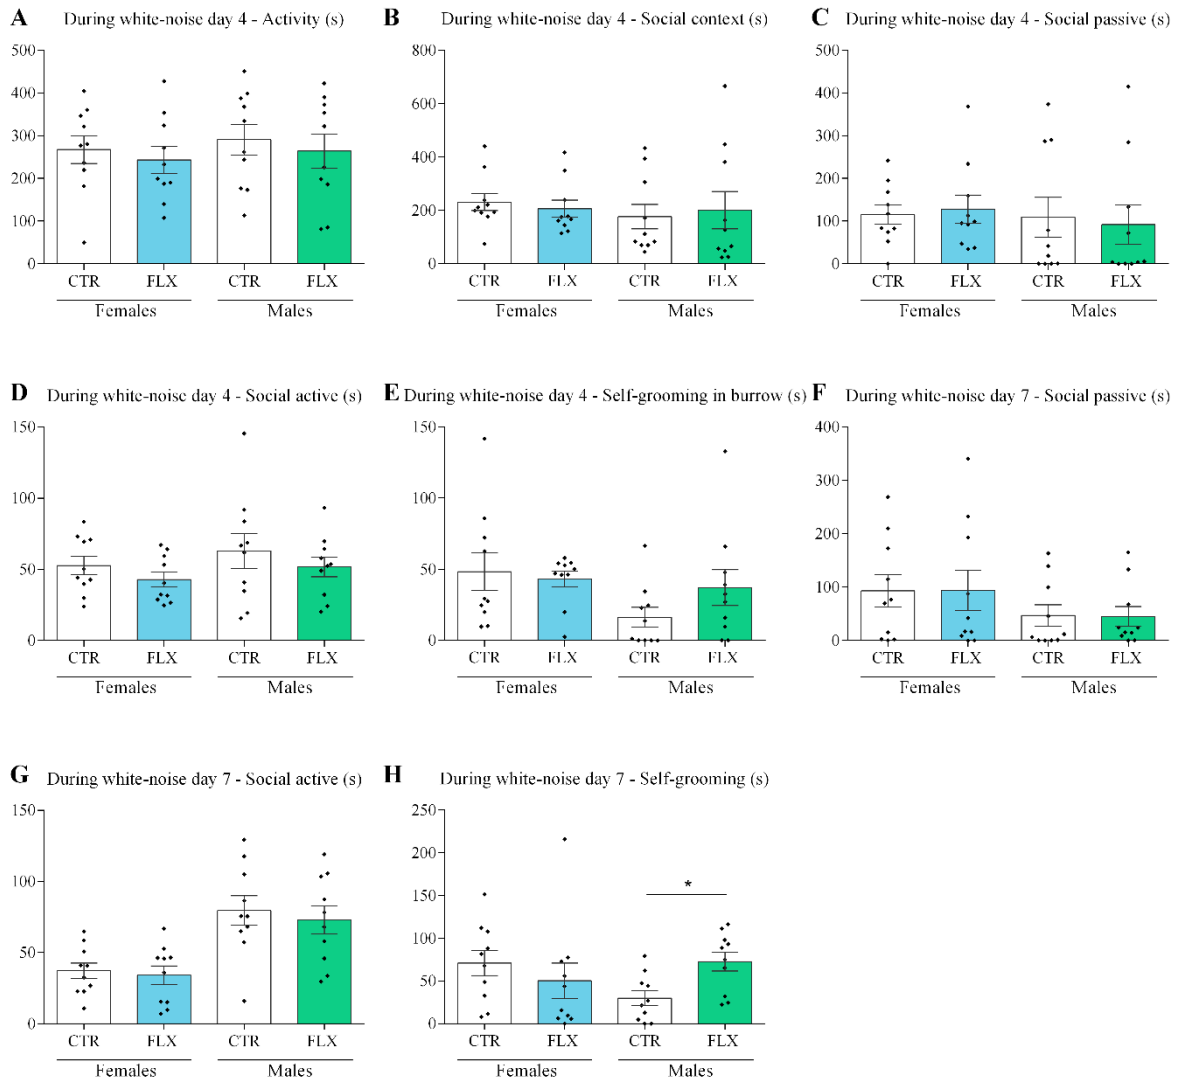 A During white-noise day 4 - Activity (s)
500
400
300
200
100
0
CTR FLX CTR FLX
Females Males
B During white-noise day 4 - Social context (s)
800
600
400
200
0
CTR FLX CTR FLX
Females Males
C During white-noise day 4 - Social passive (s)
500
400
300
200
100
0
CTR FLX CTR FLX
Females Males
D During white-noise day 4 - Social active (s)
150
100
50
0
CTR FLX CTR FLX
Females Males
E During white-noise day 4 - Self-grooming in burrow (s)
150
100
50
0
CTR FLX CTR FLX
Females Males
F During white-noise day 7 - Social passive (s)
400
300
200
100
0
CTR FLX CTR FLX
Females Males
G During white-noise day 7 - Social active (s)
150
100
50
0
CTR FLX CTR FLX
Females Males
H During white-noise day 7 - Self-grooming (s)
250
200
150
100
50
0
*
CTR FLX CTR FLX
Females Males